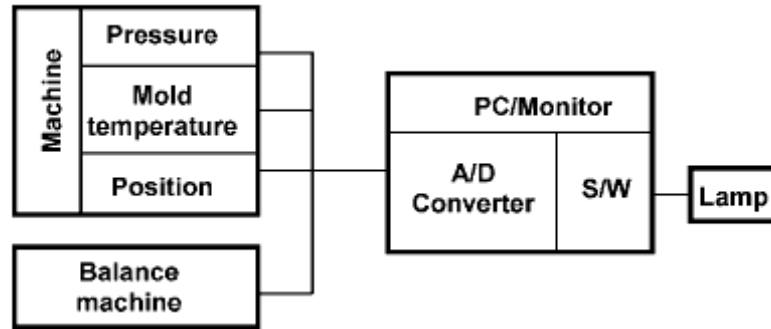 Machine
Pressure
Mold
temperature
Position
Balance
machine
PC/Monitor
A/D
Converter
S/W
Lamp